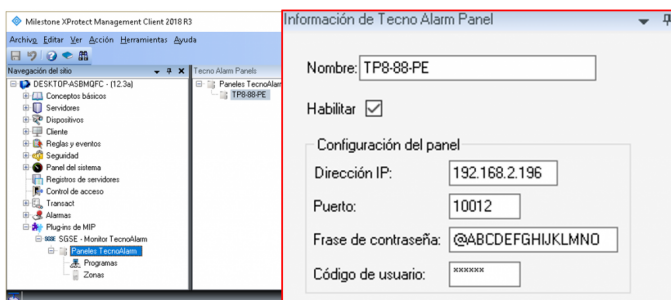 Milestone XProtect Management Client 2018 R3
Archivo Editar Ver Acción Herramientas Ayuda
Navegación del sitio
DESKTOP-ASBMQFC - (12.3a)
Conceptos básicos
Servidores
Dispositivos
Cliente
Reglas y eventos
Seguridad
Panel del sistema
Registros de servidores
Control de acceso
Transact
Alarmas
Plug-ins de MIP
SGSE - Monitor TecnoAlarm
Paneles TecnoAlarm
Programas
Zonas
Tecno Alarm Panels
Paneles TecnoAlarm
TP8-88-PE
Información de Tecno Alarm Panel
Nombre: TP8-88-PE
Habilitar
Configuración del panel
Dirección IP: 192.168.2.196
Puerto: 10012
Frase de contraseña: @ABCDEFGHIJKLMNO
Código de usuario: ××××××